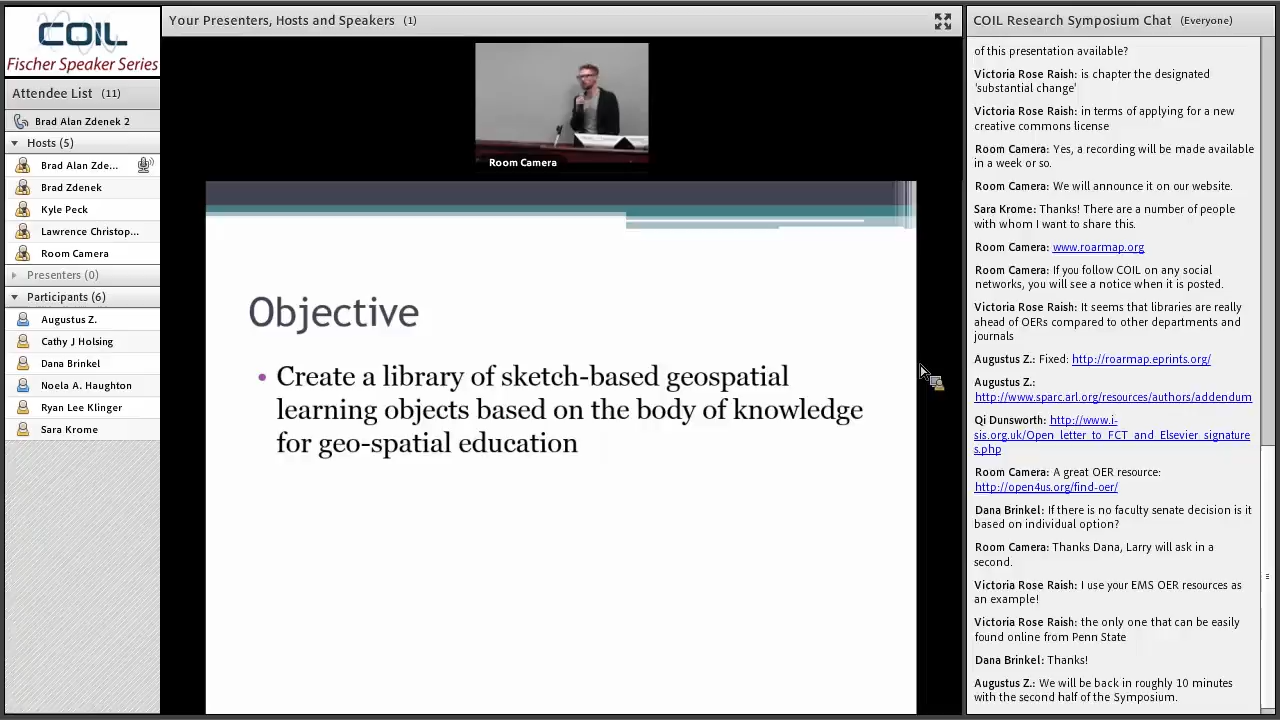 COIL
Fischer Speaker Series
Attendee List (11)
Brad Alan Zdenek 2
Hosts (5)
Brad Alan Zde...
Brad Zdenek
Kyle Peck
Lawrence Christop...
Room Camera
Presenters (0)
Participants (6)
Augustus Z.
Cathy J Holsing
Dana Brinkel
Noela A. Haughton
Ryan Lee Klinger
Sara Krome
Your Presenters, Hosts and Speakers (1)
Room Camera
Objective
• Create a library of sketch-based geospatial
learning objects based on the body of knowledge
for geo-spatial education
COIL Research Symposium Chat (Everyone)
of this presentation available?
Victoria Rose Raish: is chapter the designated
'substantial change'
Victoria Rose Raish: in terms of applying for a new
creative commons license
Room Camera: Yes, a recording will be made available
in a week or so.
Room Camera: We will announce it on our website.
Sara Krome: Thanks! There are a number of people
with whom I want to share this.
Room Camera: www.roarmap.org
Room Camera: If you follow COIL on any social
networks, you will see a notice when it is posted.
Victoria Rose Raish: It seems that libraries are really
ahead of OERs compared to other departments and
journals
Augustus Z.: Fixed: http://roarmap.eprints.org/
Augustus Z.:
http://www.sparc.arl.org/resources/authors/addendum
Qi Dunsworth: http://www.i-
sis.org.uk/Open_letter_to_FCT_and_Elsevier_signature
s.php
Room Camera: A great OER resource:
http://open4us.org/find-oer/
Dana Brinkel: If there is no faculty senate decision is it
based on individual option?
Room Camera: Thanks Dana, Larry will ask in a
second.
Victoria Rose Raish: I use your EMS OER resources as
an example!
Victoria Rose Raish: the only one that can be easily
found online from Penn State
Dana Brinkel: Thanks!
Augustus Z.: We will be back in roughly 10 minutes
with the second half of the Symposium.